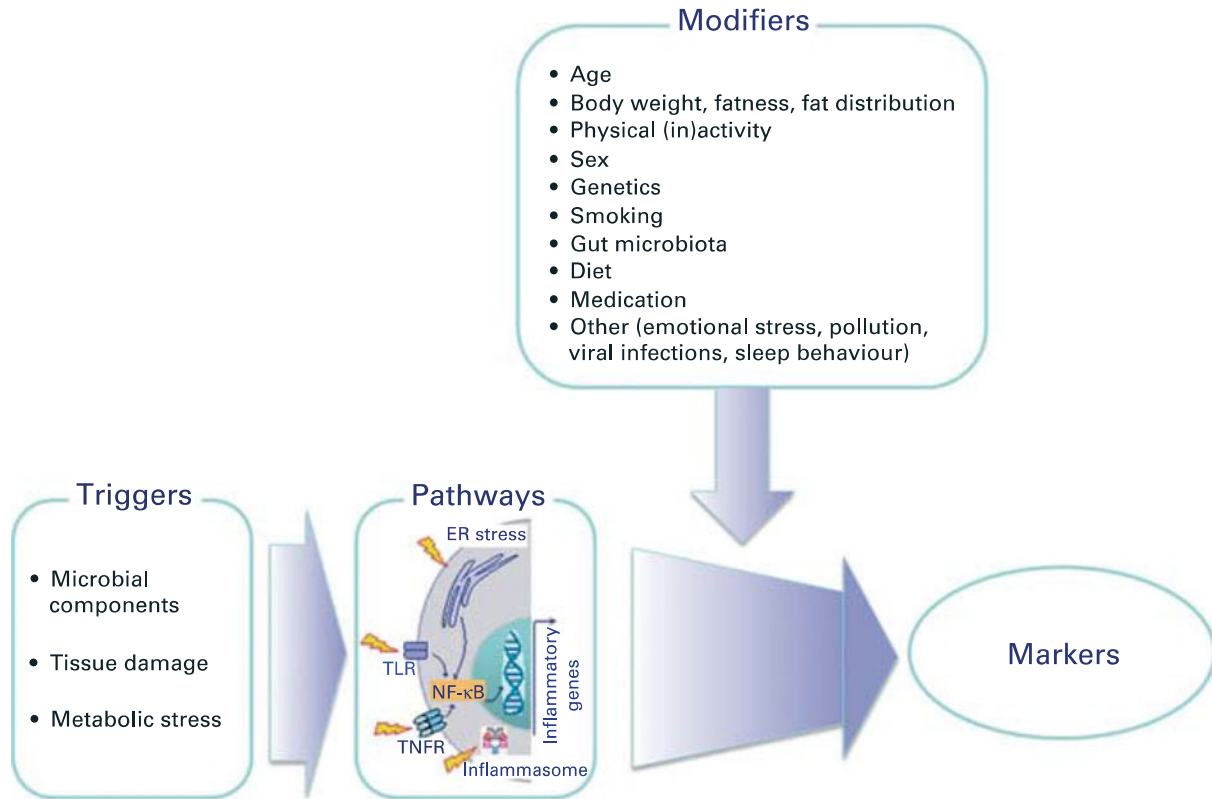 Modifiers
• Age
• Body weight, fatness, fat distribution
• Physical (in)activity
• Sex
• Genetics
• Smoking
• Gut microbiota
• Diet
• Medication
• Other (emotional stress, pollution,
viral infections, sleep behaviour)
Triggers
• Microbial
components
• Tissue damage
• Metabolic stress
Pathways
ER stress
TLR
NF-κB
TNFR
Inflammasome
Inflammatory
genes
Markers